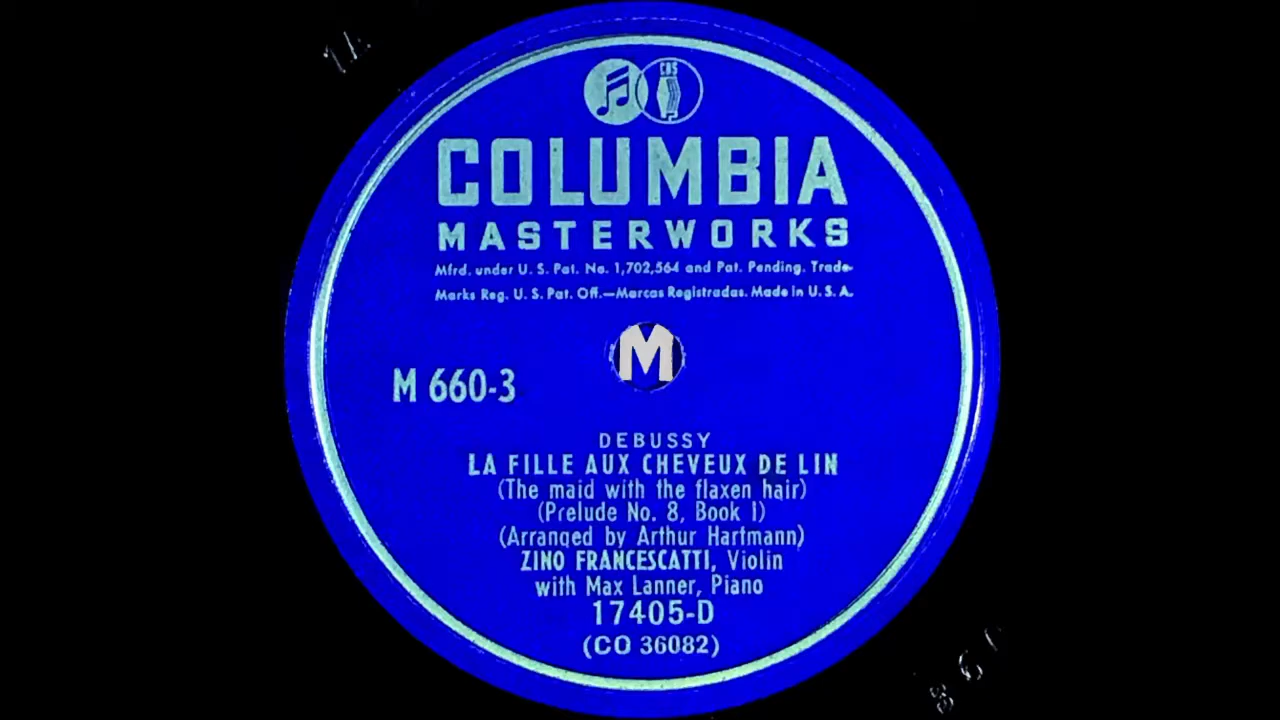 CBS
COLUMBIA
MASTERWORKS
Mfrd. under U. S. Pat. No. 1,702,564 and Pat. Pending. Trade-
Marks Reg. U. S. Pat. Off.—Marcas Registradas. Made in U. S. A.
M
M 660-3
DEBUSSY
LA FILLE AUX CHEVEUX DE LIN
(The maid with the flaxen hair)
(Prelude No. 8, Book I)
(Arranged by Arthur Hartmann)
ZINO FRANCESCATTI, Violin
with Max Lanner, Piano
17405-D
(CO 36082)